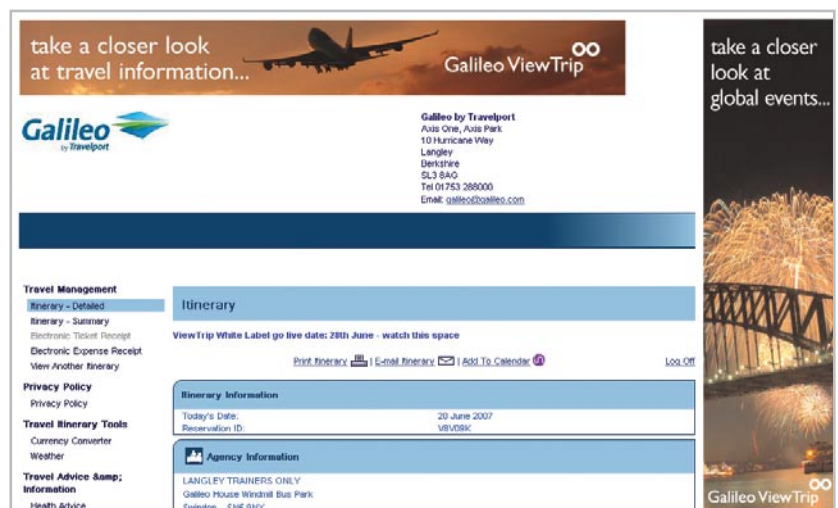 take a closer look
at travel information...
Galileo ViewTrip
take a closer
look at
global events...
Galileo
by Travelport
Galileo by Travelport
Axis One, Axis Park
10 Hurricane Way
Langley
Berkshire
SL3 8AG
Tel 01753 288000
Email: galileo@galileo.com
Travel Management
Itinerary - Detailed
Itinerary - Summary
Electronic Ticket Receipt
Electronic Expense Receipt
View Another Itinerary
Privacy Policy
Privacy Policy
Travel Itinerary Tools
Currency Converter
Weather
Travel Advice &amp;
Information
Health Advice
Itinerary
ViewTrip White Label go live date: 28th June - watch this space
Print Itinerary | E-mail Itinerary | Add To Calendar Log Off
Itinerary Information
Today's Date: 20 June 2007
Reservation ID: V8V08K
Agency Information
LANGLEY TRAINERS ONLY
Galileo House Windmill Bus Park
Swindon SN5 9NY
Galileo ViewTrip